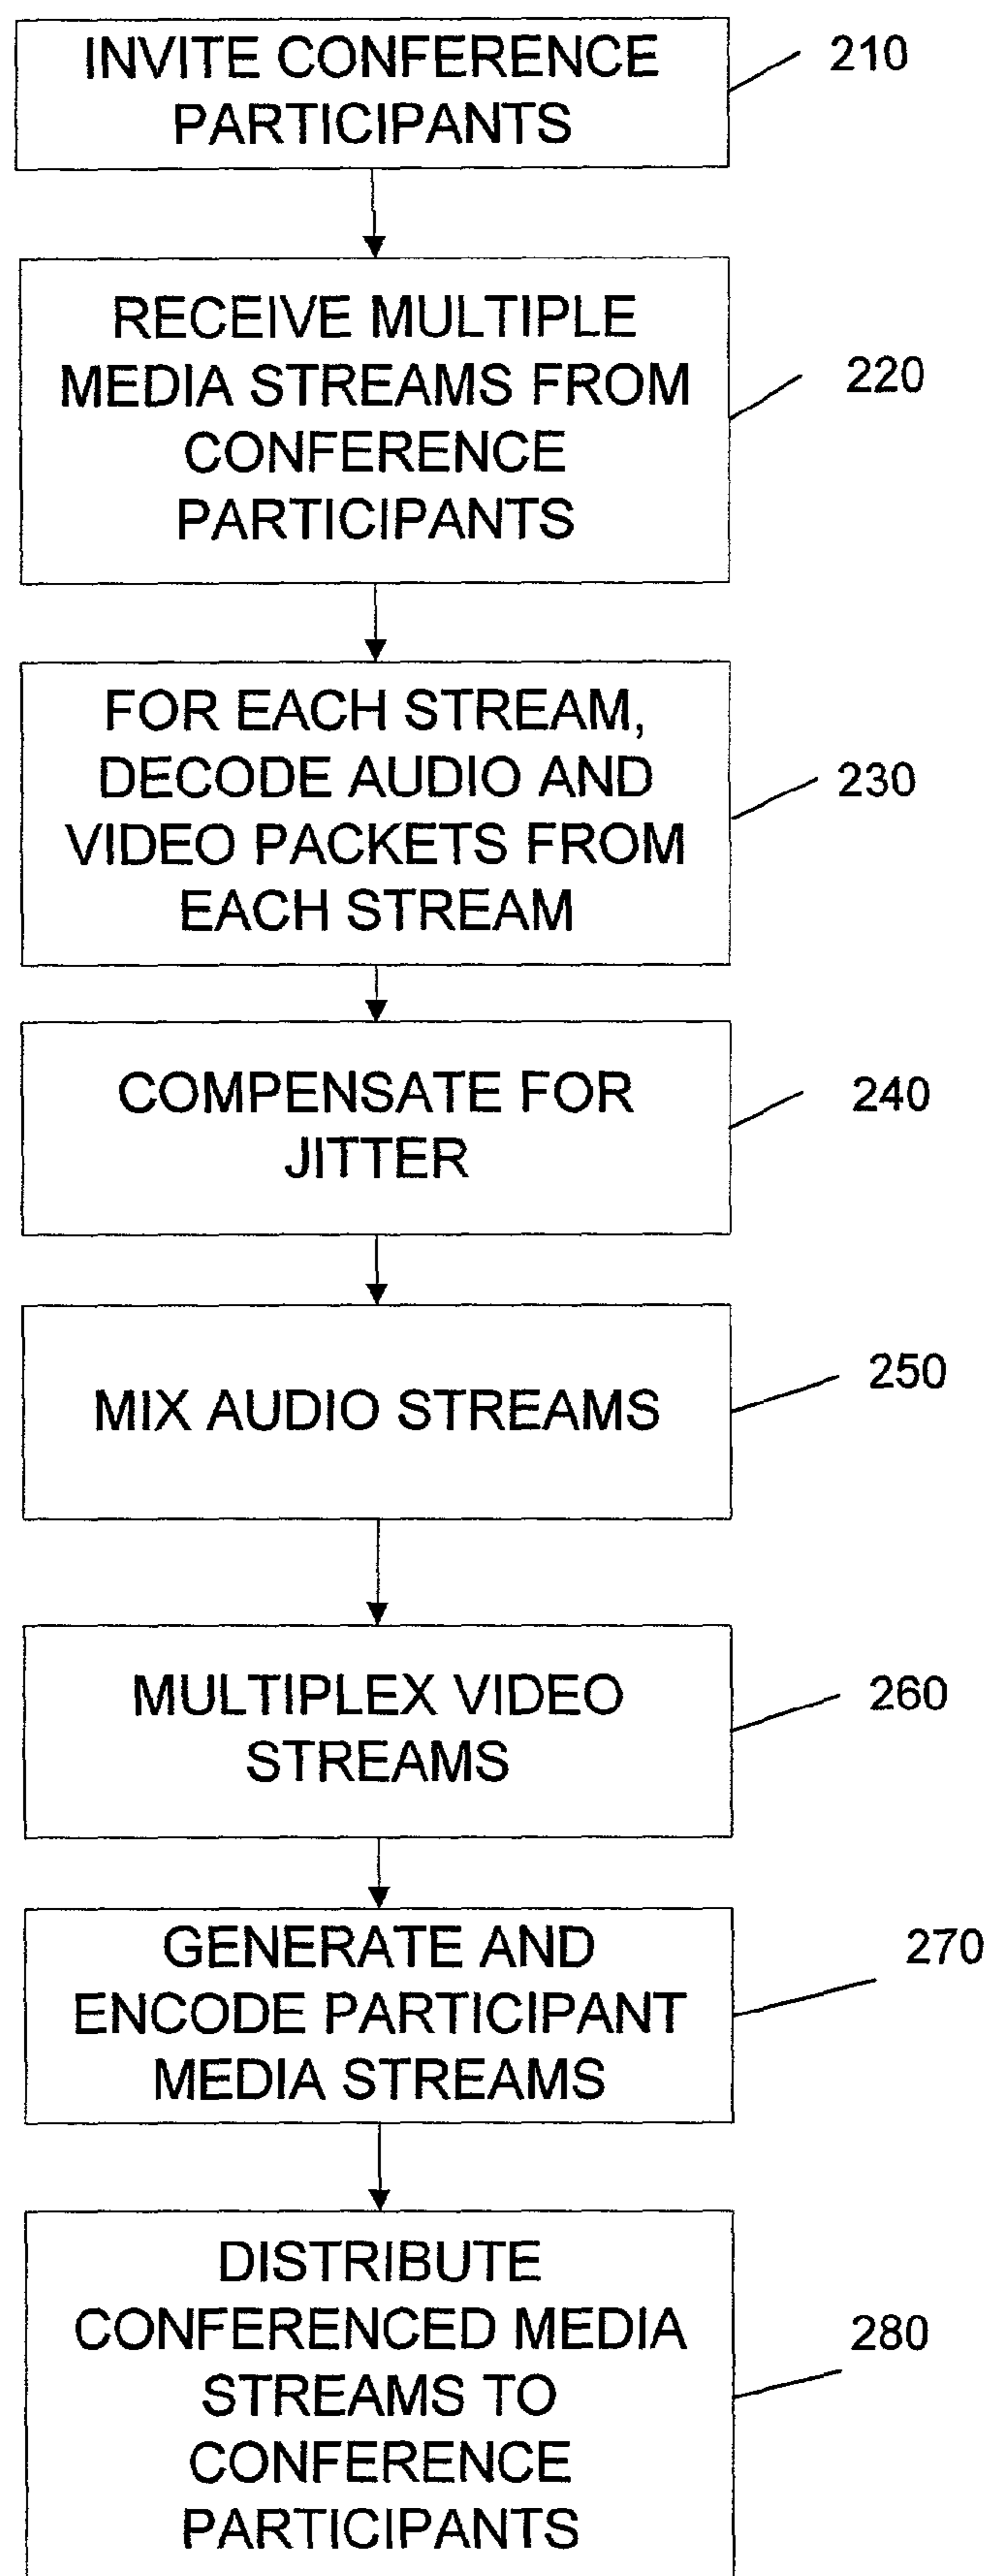 INVITE CONFERENCE
PARTICIPANTS
210
RECEIVE MULTIPLE
MEDIA STREAMS FROM
CONFERENCE
PARTICIPANTS
220
FOR EACH STREAM,
DECODE AUDIO AND
VIDEO PACKETS FROM
EACH STREAM
230
COMPENSATE FOR
JITTER
240
MIX AUDIO STREAMS
250
MULTIPLEX VIDEO
STREAMS
260
GENERATE AND
ENCODE PARTICIPANT
MEDIA STREAMS
270
DISTRIBUTE
CONFERENCED MEDIA
STREAMS TO
CONFERENCE
PARTICIPANTS
280